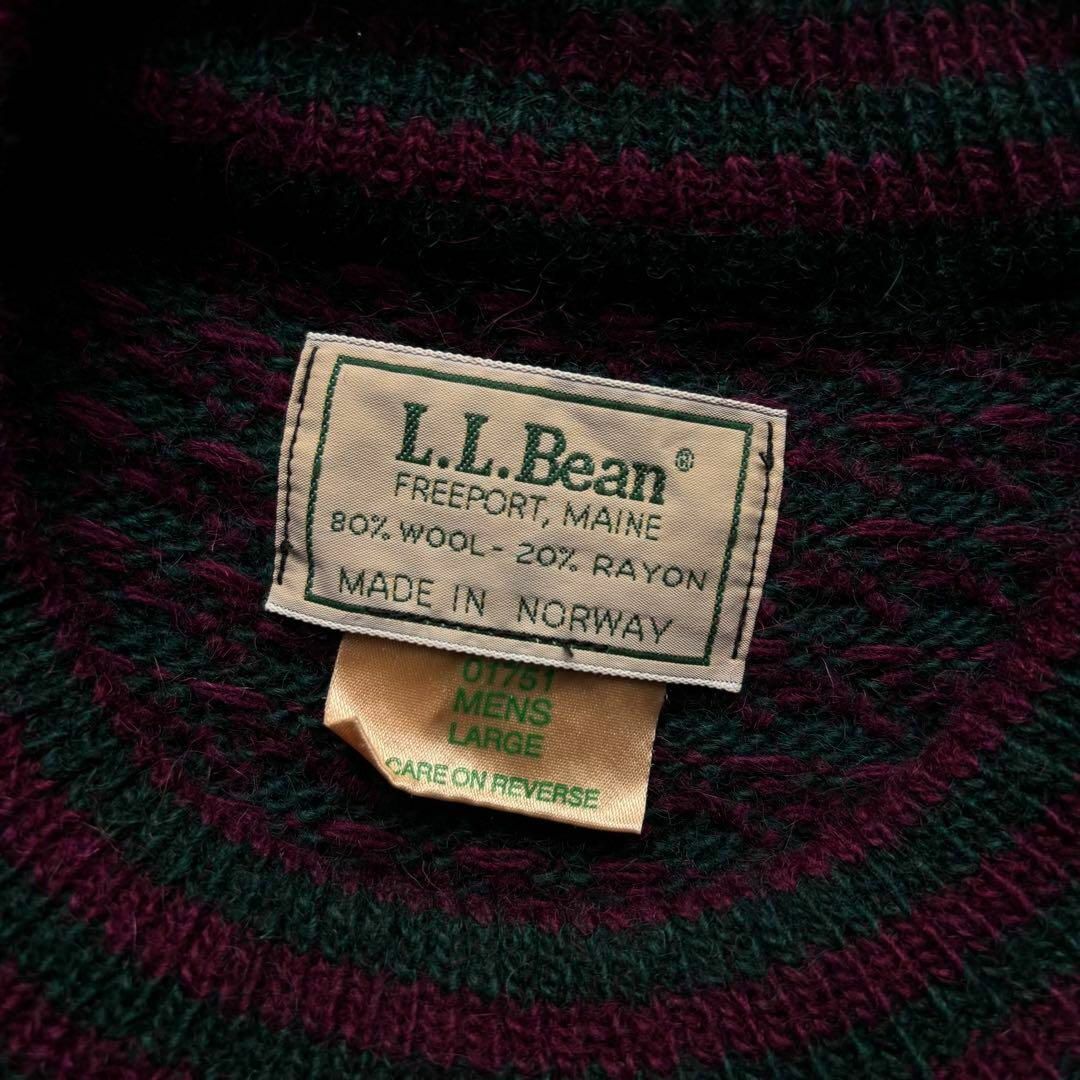 L.L.Bean®
FREEPORT, MAINE
80% WOOL - 20% RAYON
MADE IN NORWAY
01751
MENS
LARGE
CARE ON REVERSE